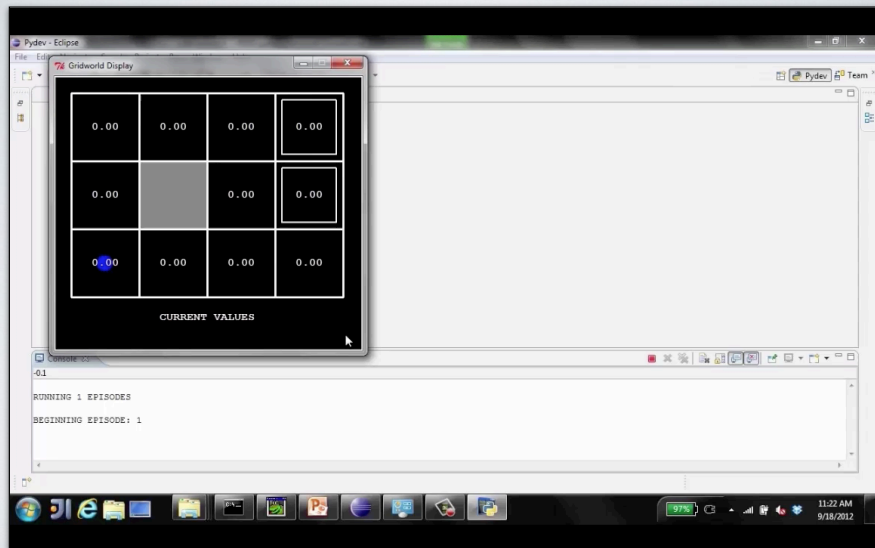 Pydev - Eclipse
File
Gridworld Display
Pydev
Team
0.00 0.00 0.00 0.00
0.00 0.00 0.00
0.00 0.00 0.00 0.00
CURRENT VALUES
Console
-0.1
RUNNING 1 EPISODES
BEGINNING EPISODE: 1
97%
11:22 AM
9/18/2012